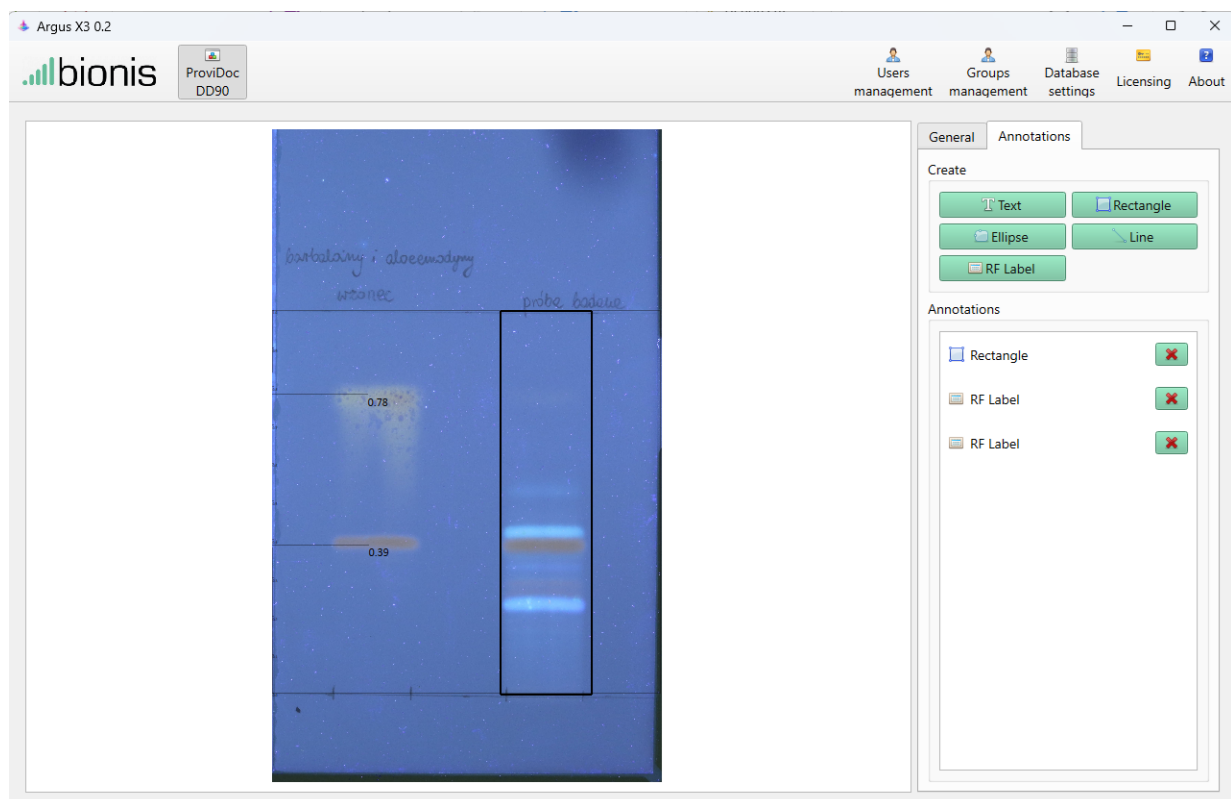 Argus X3 0.2
bionis
ProviDoc
DD90
Users
management
Groups
management
Database
settings
Licensing
About
barbaloiny i aloeemodyny
wzorzec
próba badana
0.78
0.39
General
Annotations
Create
Text
Rectangle
Ellipse
Line
RF Label
Annotations
Rectangle
RF Label
RF Label